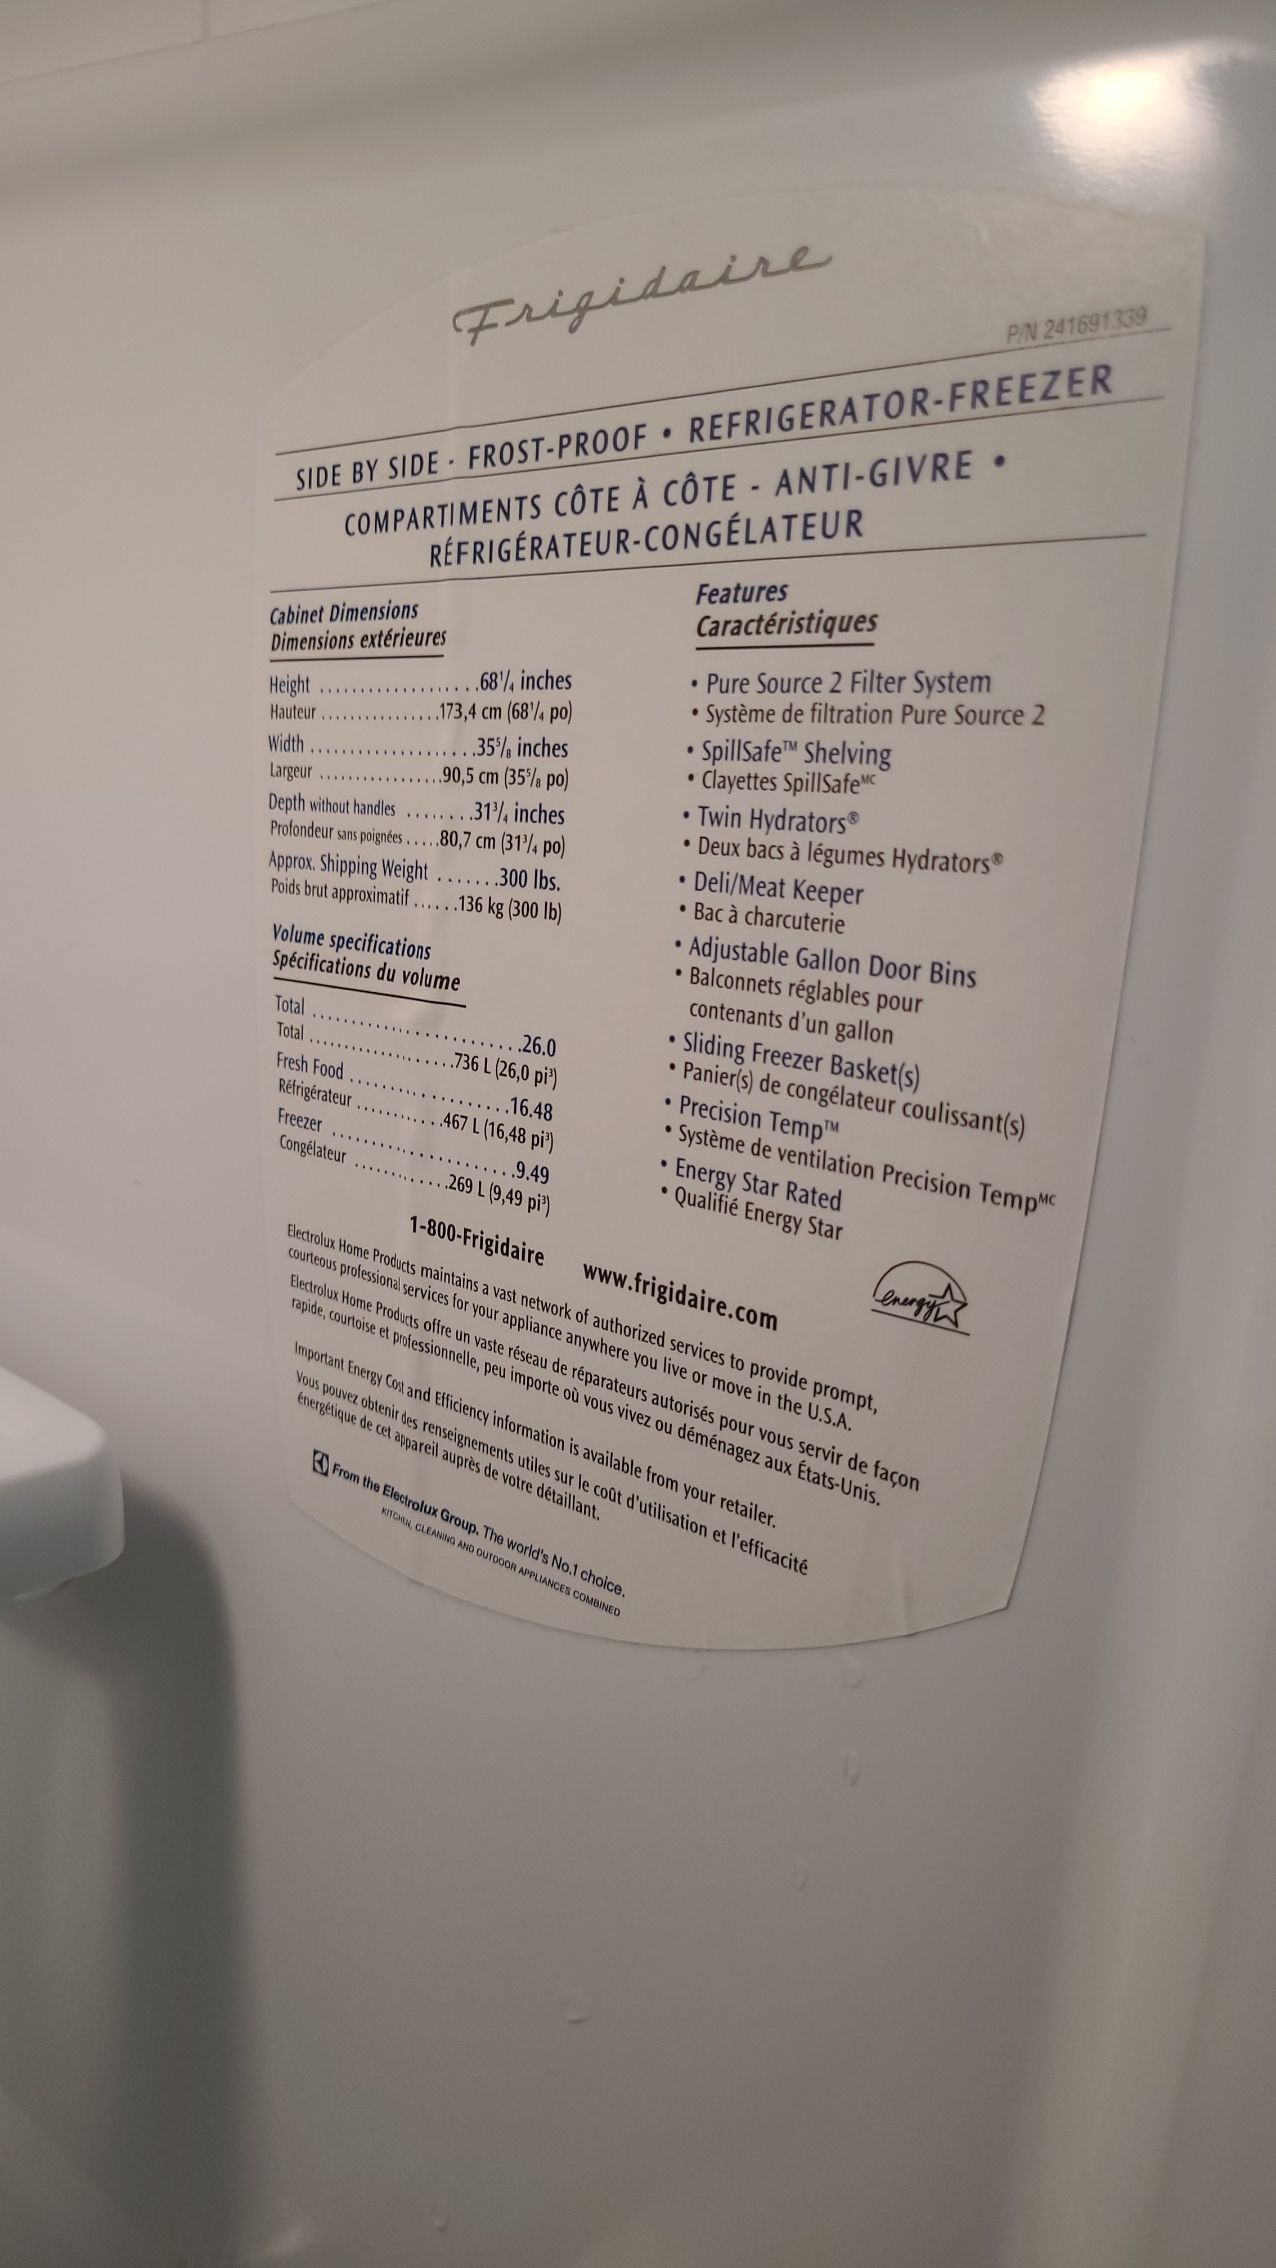 Frigidaire
P/N 241691339
SIDE BY SIDE - FROST-PROOF • REFRIGERATOR-FREEZER
COMPARTIMENTS CÔTE À CÔTE - ANTI-GIVRE •
RÉFRIGÉRATEUR-CONGÉLATEUR
Cabinet Dimensions
Dimensions extérieures
Height ....................68¹/₄ inches
Hauteur .................173,4 cm (68¹/₄ po)
Width .....................35⁵/₈ inches
Largeur ..................90,5 cm (35⁵/₈ po)
Depth without handles ........31³/₄ inches
Profondeur sans poignées .....80,7 cm (31³/₄ po)
Approx. Shipping Weight .......300 lbs.
Poids brut approximatif ......136 kg (300 lb)
Volume specifications
Spécifications du volume
Total ..........................26.0
Total ...................736 L (26,0 pi³)
Fresh Food ....................16.48
Réfrigérateur ............467 L (16,48 pi³)
Freezer .......................9.49
Congélateur .............269 L (9,49 pi³)
Features
Caractéristiques
• Pure Source 2 Filter System
• Système de filtration Pure Source 2
• SpillSafe™ Shelving
• Clayettes SpillSafeᴹᶜ
• Twin Hydrators®
• Deux bacs à légumes Hydrators®
• Deli/Meat Keeper
• Bac à charcuterie
• Adjustable Gallon Door Bins
• Balconnets réglables pour
contenants d'un gallon
• Sliding Freezer Basket(s)
• Panier(s) de congélateur coulissant(s)
• Precision Temp™
• Système de ventilation Precision Tempᴹᶜ
• Energy Star Rated
• Qualifié Energy Star
energy
1-800-Frigidaire www.frigidaire.com
Electrolux Home Products maintains a vast network of authorized services to provide prompt,
courteous professional services for your appliance anywhere you live or move in the U.S.A.
Electrolux Home Products offre un vaste réseau de réparateurs autorisés pour vous servir de façon
rapide, courtoise et professionnelle, peu importe où vous vivez ou déménagez aux États-Unis.
Important Energy Cost and Efficiency information is available from your retailer.
Vous pouvez obtenir des renseignements utiles sur le coût d'utilisation et l'efficacité
énergétique de cet appareil auprès de votre détaillant.
From the Electrolux Group. The world's No.1 choice.
KITCHEN, CLEANING AND OUTDOOR APPLIANCES COMBINED